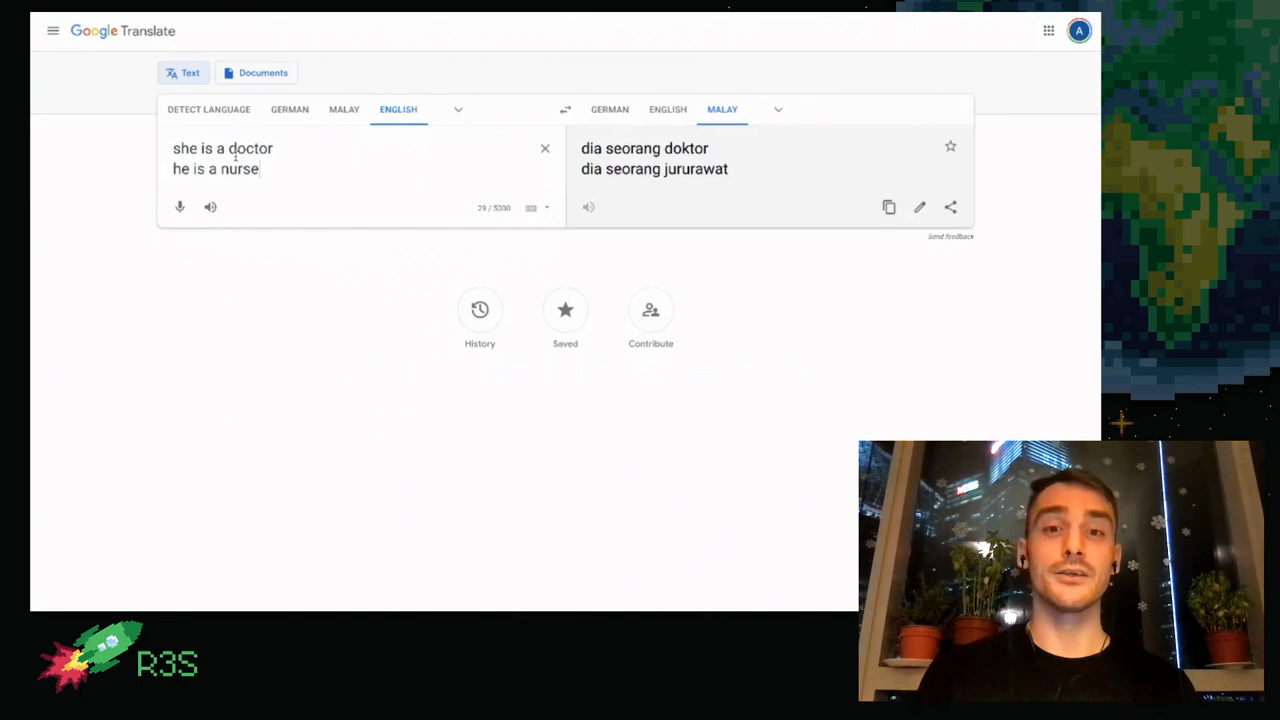 Google Translate
A
Text
Documents
DETECT LANGUAGE GERMAN MALAY ENGLISH
GERMAN ENGLISH MALAY
she is a doctor
he is a nurse
dia seorang doktor
dia seorang jururawat
29 / 5000
Send feedback
History
Saved
Contribute
R3S